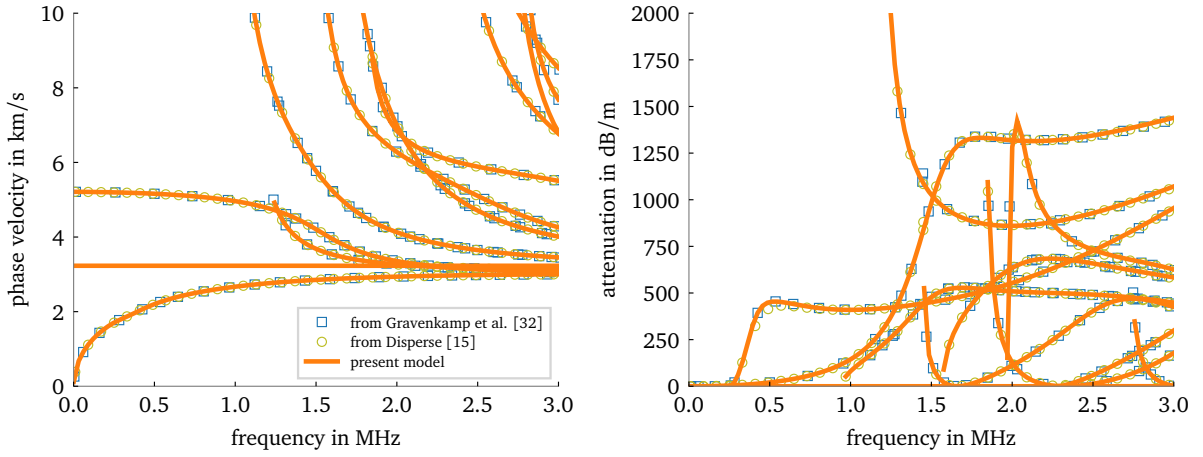 10
8
6
4
2
0
phase velocity in km/s
0.0 0.5 1.0 1.5 2.0 2.5 3.0
frequency in MHz
from Gravenkamp et al. [32]
from Disperse [15]
present model
2000
1750
1500
1250
1000
750
500
250
0
attenuation in dB/m
0.0 0.5 1.0 1.5 2.0 2.5 3.0
frequency in MHz